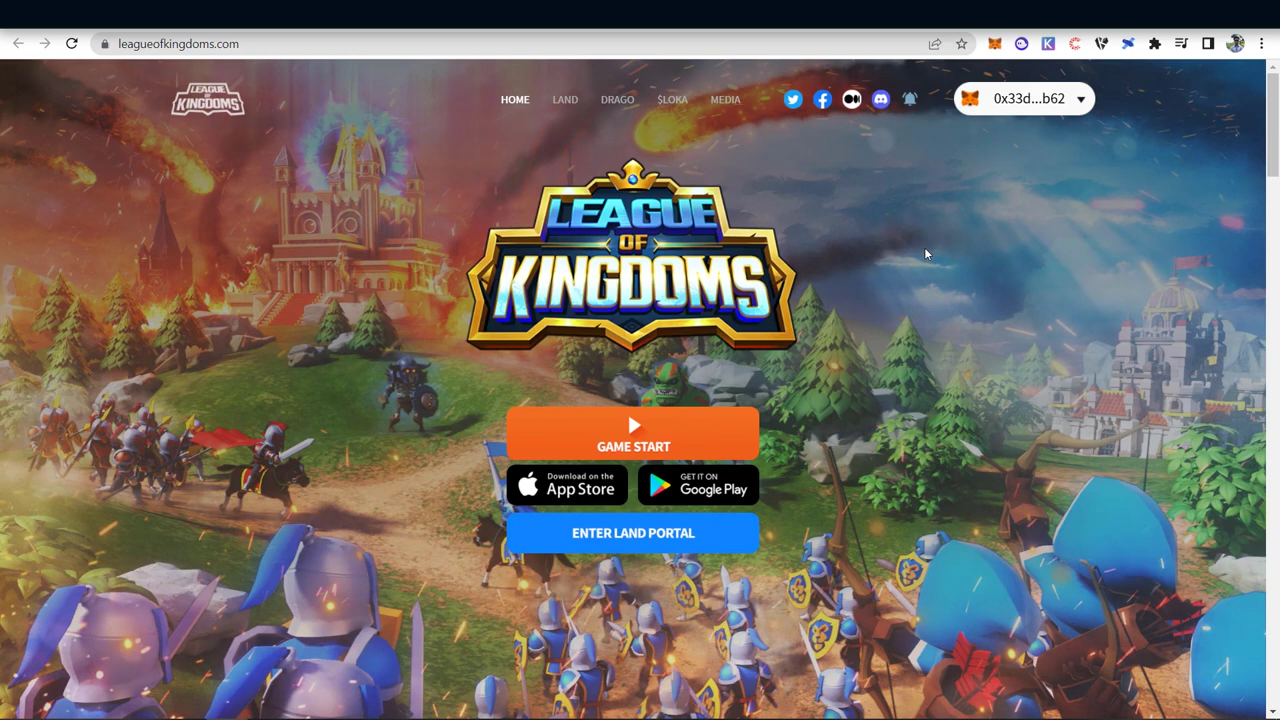 leagueofkingdoms.com
LEAGUE OF KINGDOMS
HOME
LAND
DRAGO
$LOKA
MEDIA
0x33d...b62
LEAGUE
OF
KINGDOMS
GAME START
Download on the
App Store
GET IT ON
Google Play
ENTER LAND PORTAL